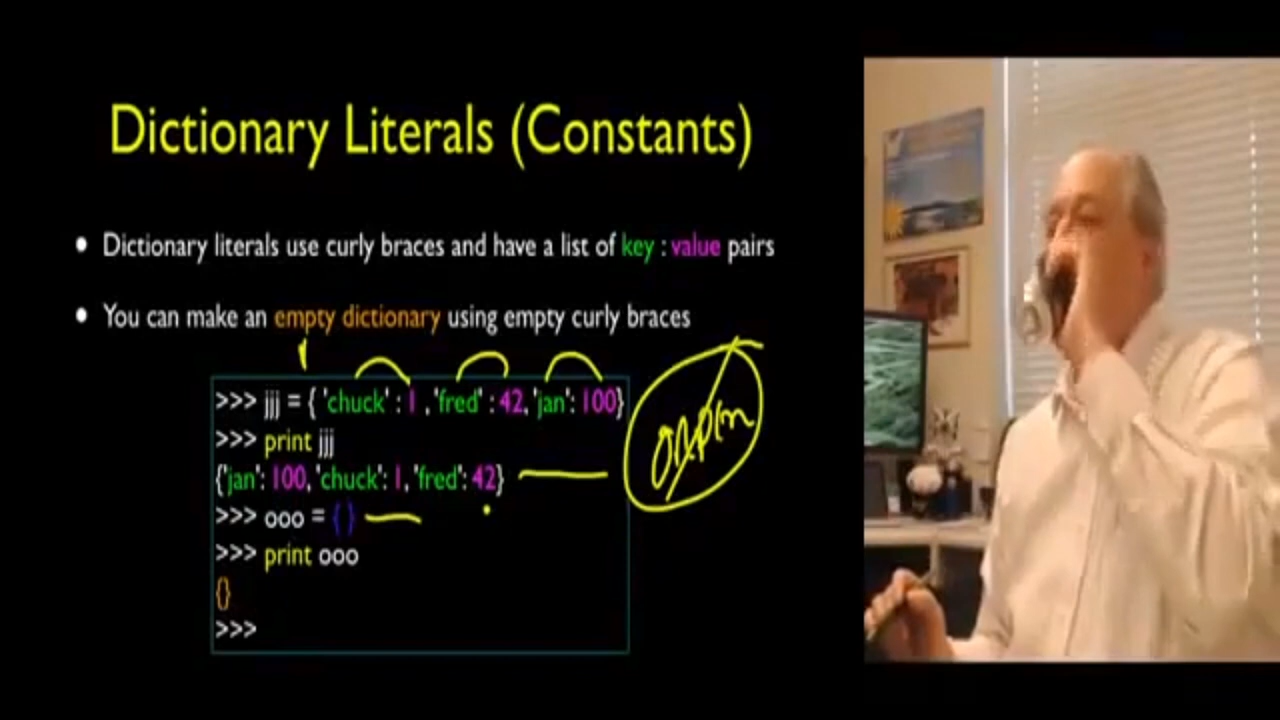 Dictionary Literals (Constants)
• Dictionary literals use curly braces and have a list of key : value pairs
• You can make an empty dictionary using empty curly braces
>>> jjj = { 'chuck' : 1 , 'fred' : 42, 'jan': 100}
>>> print jjj
{'jan': 100, 'chuck': 1, 'fred': 42}
>>> ooo = { }
>>> print ooo
{}
>>>